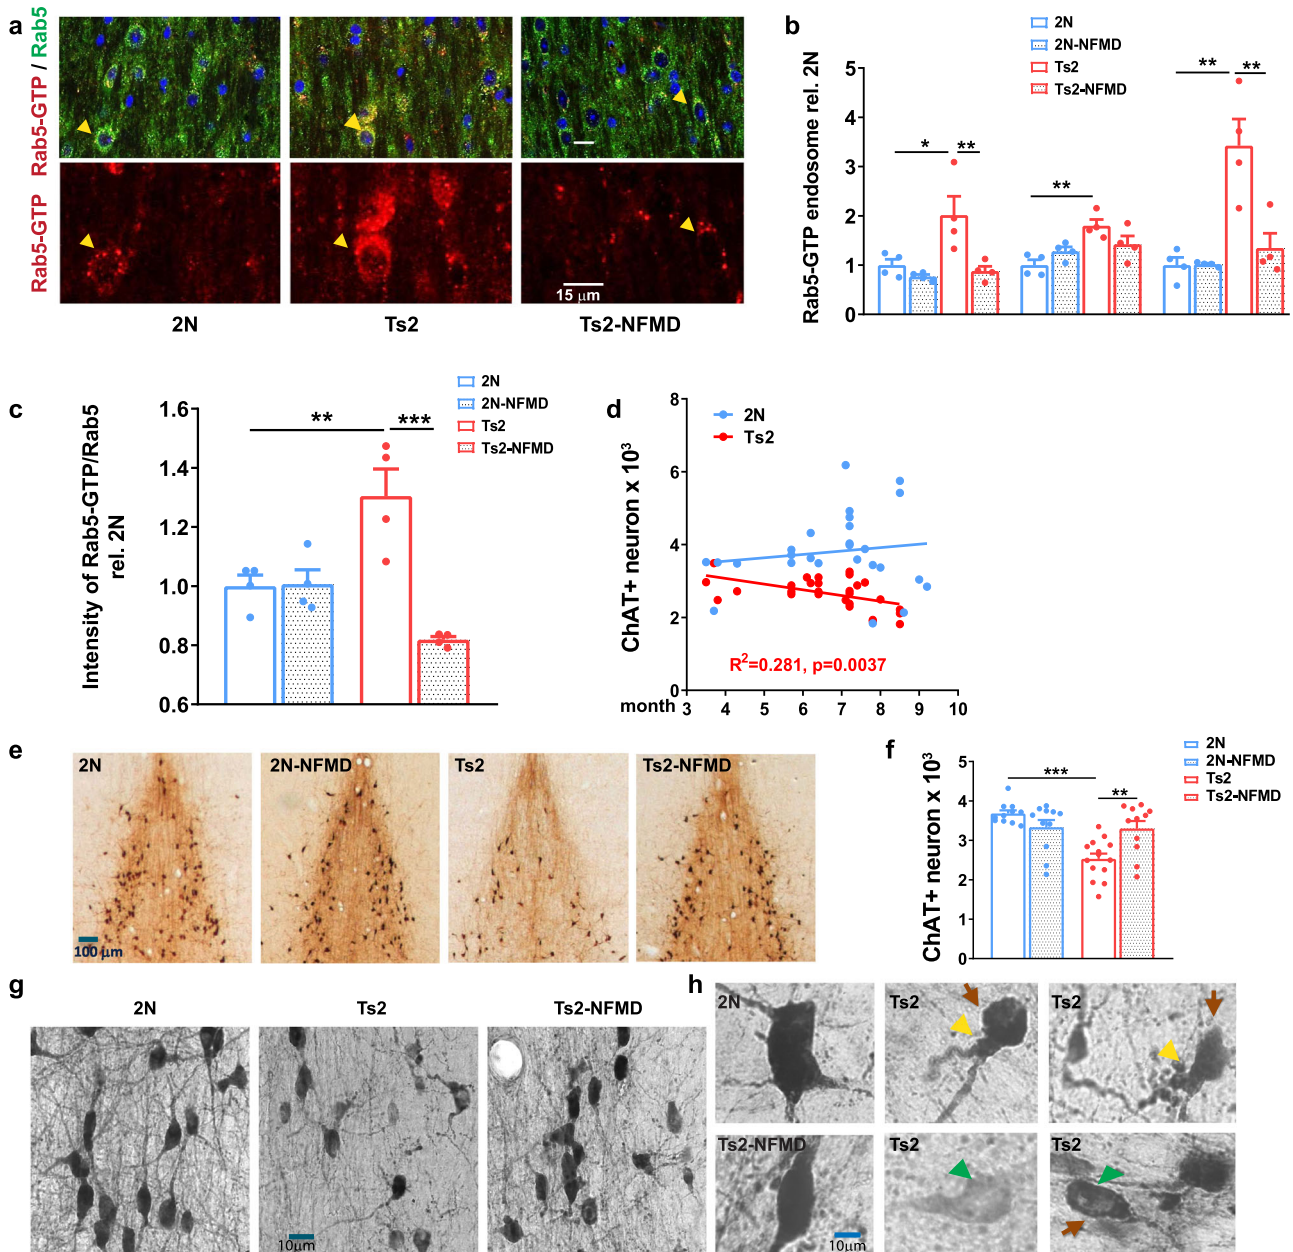 a
Rab5-GTP / Rab5
Rab5-GTP
15 μm
2N
Ts2
Ts2-NFMD
b
2N
2N-NFMD
Ts2
Ts2-NFMD
Rab5-GTP endosome rel. 2N
5
4
3
2
1
0
*
**
**
**
**
c
2N
2N-NFMD
Ts2
Ts2-NFMD
Intensity of Rab5-GTP/Rab5
rel. 2N
1.6
1.4
1.2
1.0
0.8
0.6
**
***
d
2N
Ts2
ChAT+ neuron x 10³
8
6
4
2
0
R²=0.281, p=0.0037
month
3 4 5 6 7 8 9 10
e
2N
2N-NFMD
Ts2
Ts2-NFMD
100 μm
f
2N
2N-NFMD
Ts2
Ts2-NFMD
ChAT+ neuron x 10³
5
4
3
2
1
0
***
**
g
2N
Ts2
Ts2-NFMD
10μm
h
2N
Ts2
Ts2
Ts2-NFMD
Ts2
Ts2
10μm